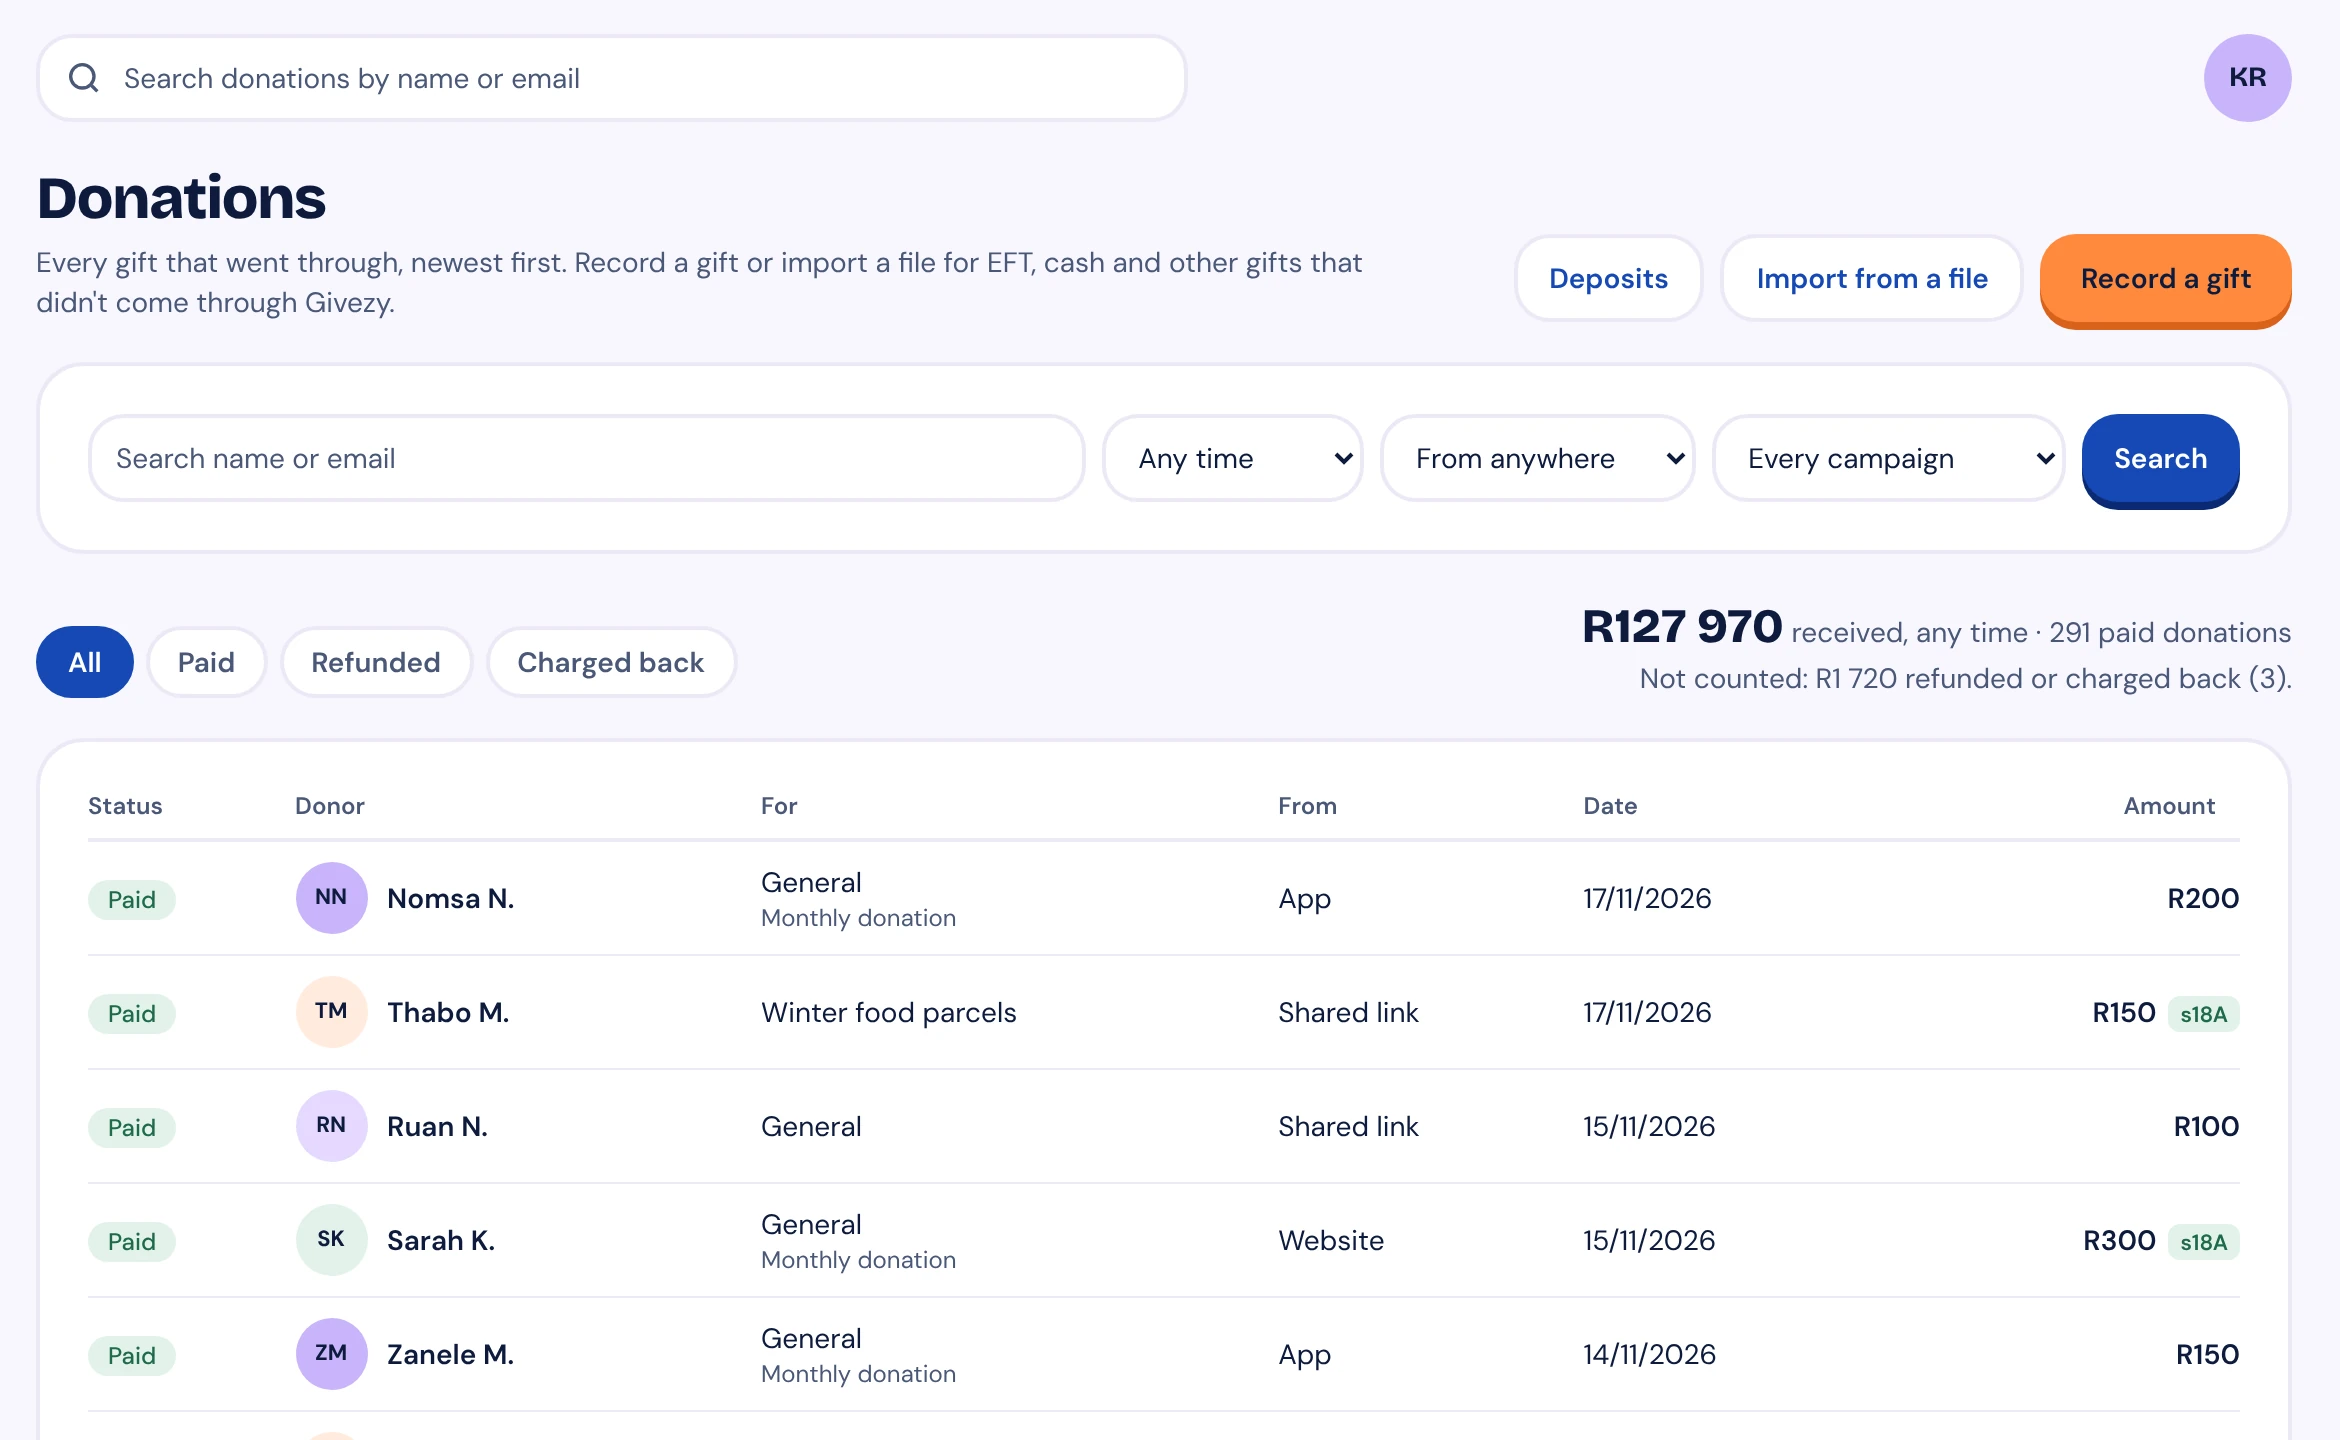 Search donations by name or email
KR
Donations
Every gift that went through, newest first. Record a gift or import a file for EFT, cash and other gifts that
didn't come through Givezy.
Deposits
Import from a file
Record a gift
Search name or email
Any time
From anywhere
Every campaign
Search
All
Paid
Refunded
Charged back
R127 970 received, any time · 291 paid donations
Not counted: R1 720 refunded or charged back (3).
Status Donor For From Date Amount
Paid NN Nomsa N. General App 17/11/2026 R200
Monthly donation
Paid TM Thabo M. Winter food parcels Shared link 17/11/2026 R150 s18A
Paid RN Ruan N. General Shared link 15/11/2026 R100
Paid SK Sarah K. General Website 15/11/2026 R300 s18A
Monthly donation
Paid ZM Zanele M. General App 14/11/2026 R150
Monthly donation